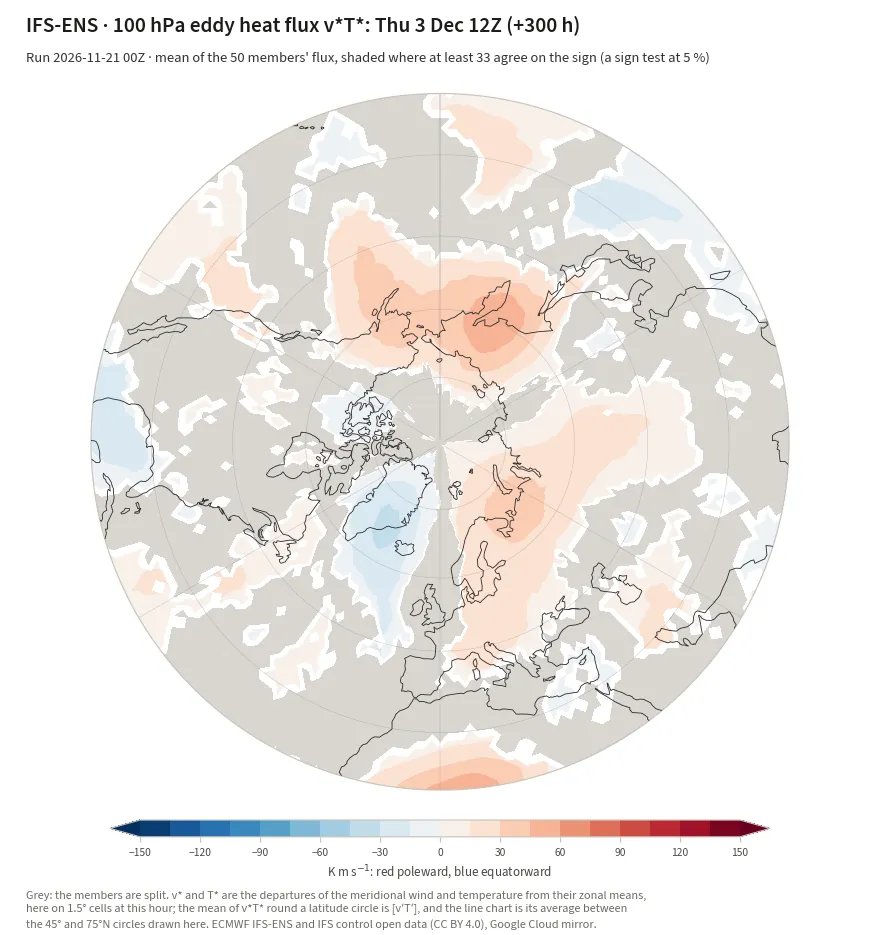 IFS-ENS · 100 hPa eddy heat flux v*T*: Thu 3 Dec 12Z (+300 h)
Run 2026-11-21 00Z · mean of the 50 members' flux, shaded where at least 33 agree on the sign (a sign test at 5 %)
−150 −120 −90 −60 −30 0 30 60 90 120 150
K m s⁻¹: red poleward, blue equatorward
Grey: the members are split. v* and T* are the departures of the meridional wind and temperature from their zonal means,
here on 1.5° cells at this hour; the mean of v*T* round a latitude circle is [v′T′], and the line chart is its average between
the 45° and 75°N circles drawn here. ECMWF IFS-ENS and IFS control open data (CC BY 4.0), Google Cloud mirror.